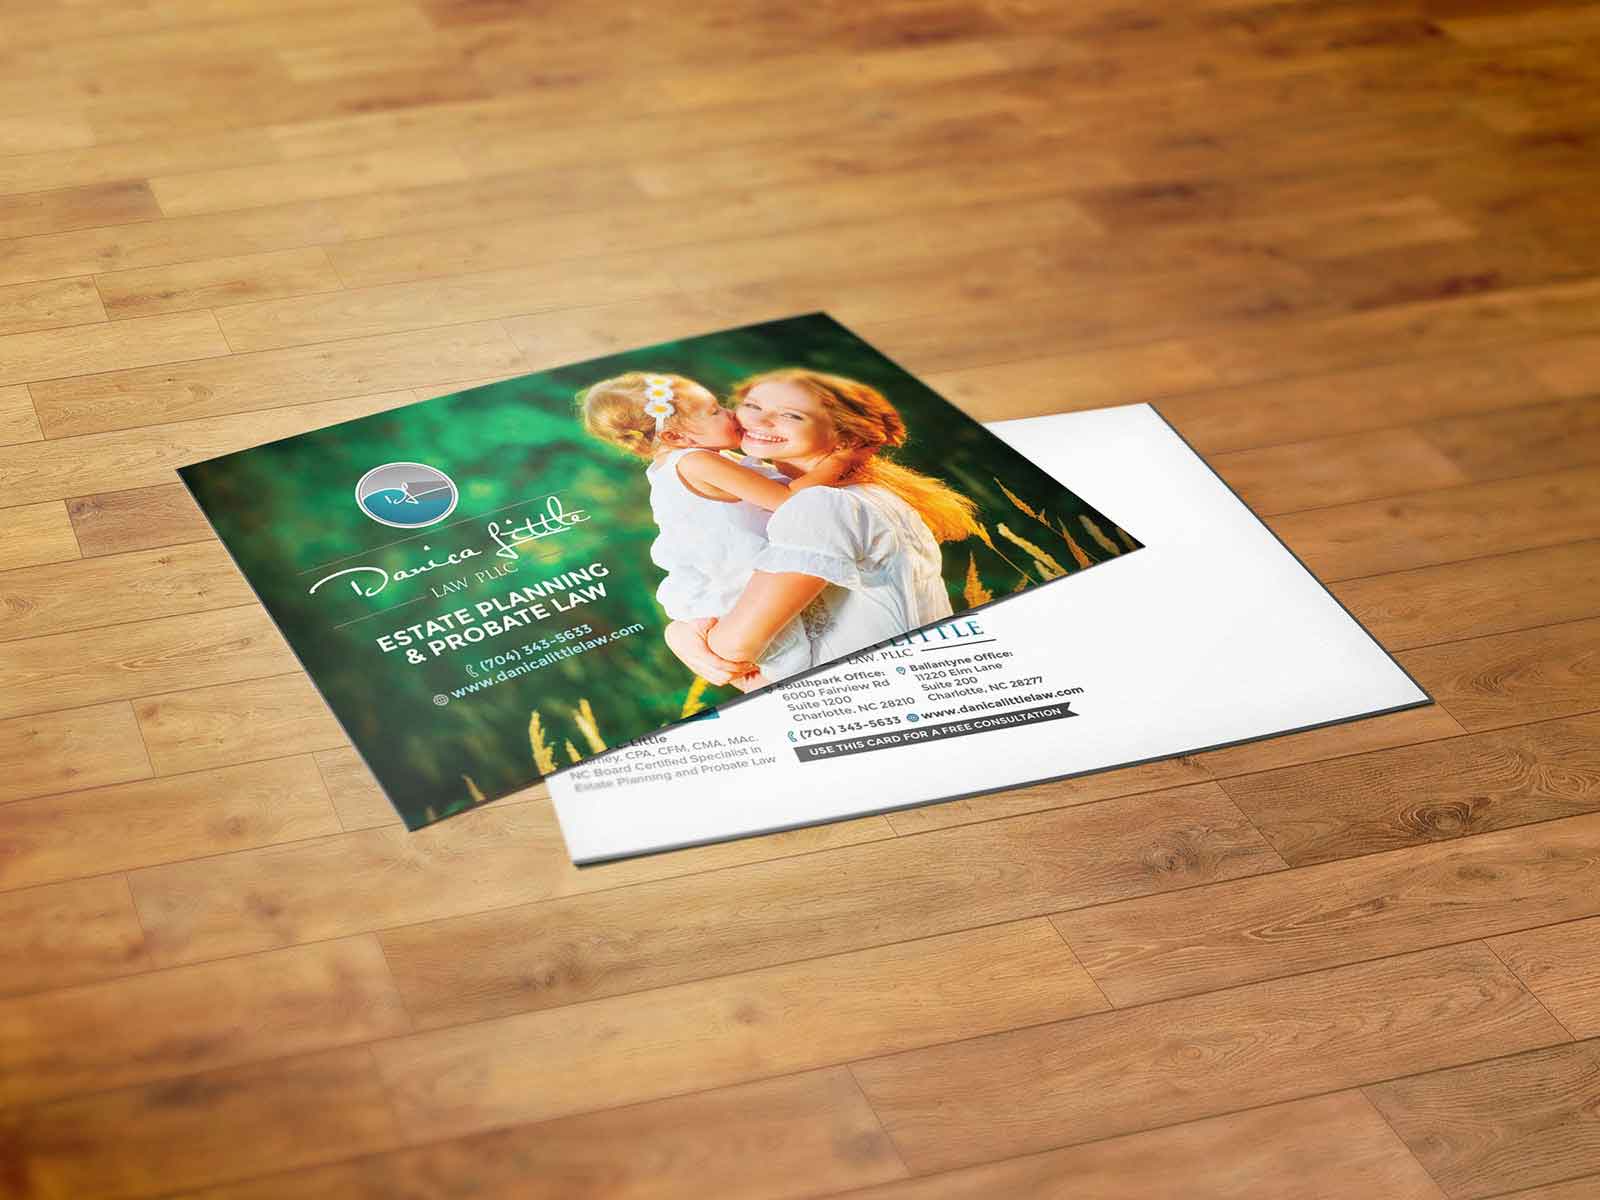 Danica Little
LAW PLLC
ESTATE PLANNING
& PROBATE LAW
(704) 343-5633
www.danicalittlelaw.com
LITTLE
LAW, PLLC
Southpark Office:
6000 Fairview Rd
Suite 1200
Charlotte, NC 28210
Ballantyne Office:
11220 Elm Lane
Suite 200
Charlotte, NC 28277
(704) 343-5633 www.danicalittlelaw.com
USE THIS CARD FOR A FREE CONSULTATION
Little
CPA, CFM, CMA, MAc.
NC Board Certified Specialist in
Estate Planning and Probate Law